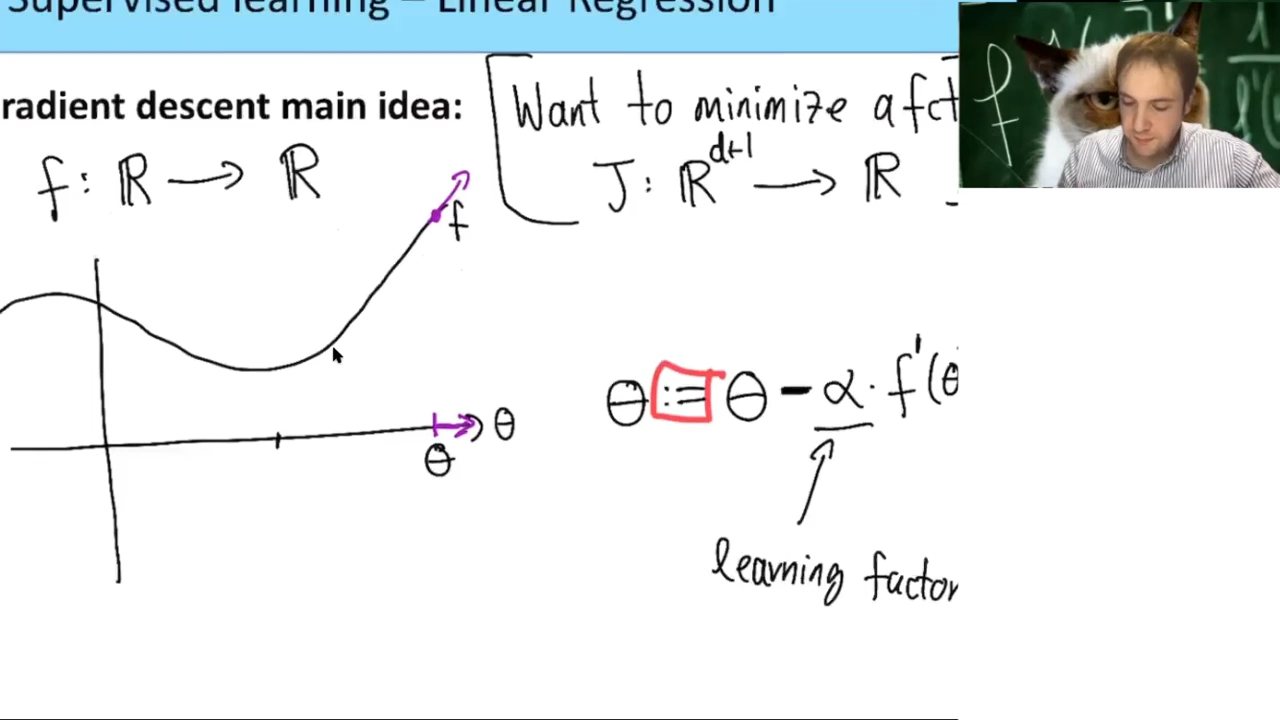 Supervised learning – Linear Regression
radient descent main idea:
Want to minimize a fct
J: ℝ^{d+1} → ℝ
f: ℝ → ℝ
f
θ
θ
θ := θ - α · f'(θ
learning factor
f